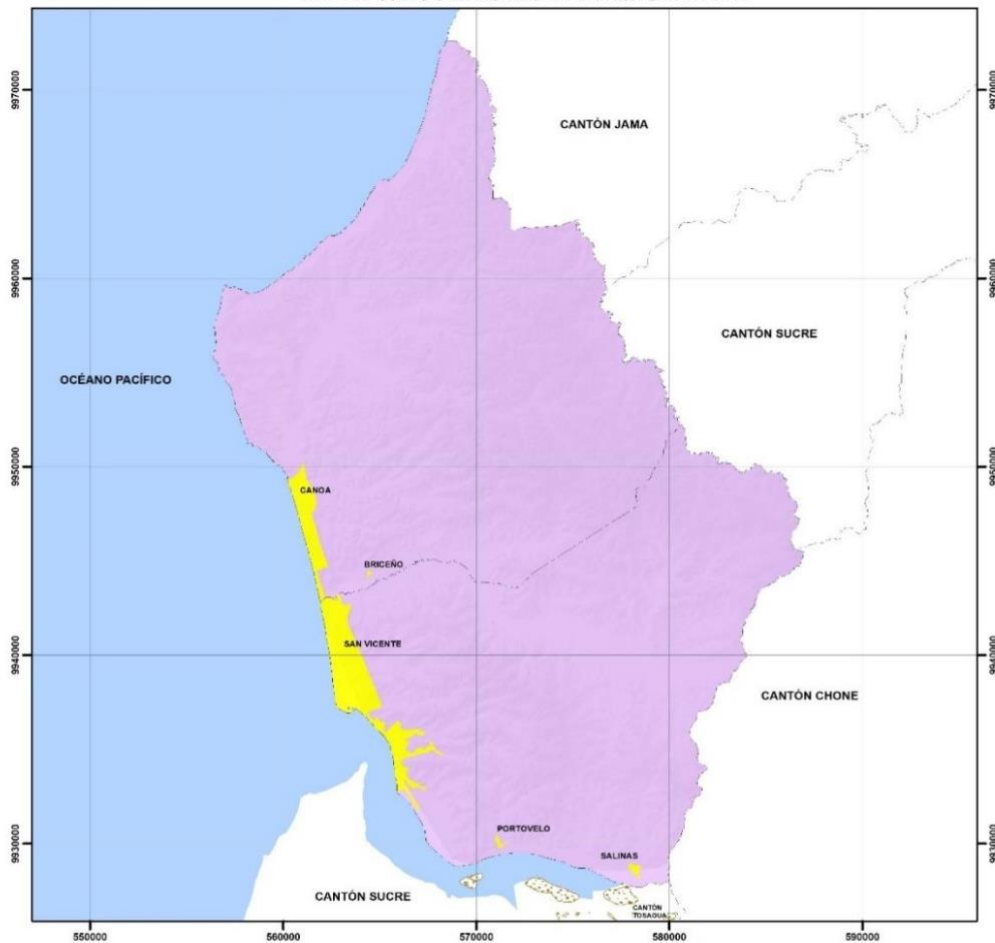 9970000
9970000
CANTÓN JAMA
9960000
9960000
CANTÓN SUCRE
OCÉANO PACÍFICO
9950000
9950000
CANOA
BRICEÑO
SAN VICENTE
9940000
9940000
CANTÓN CHONE
PORTOVELO
9930000
9930000
SALINAS
CANTÓN SUCRE
CANTÓN
TOSAGUA
550000
560000
570000
580000
590000